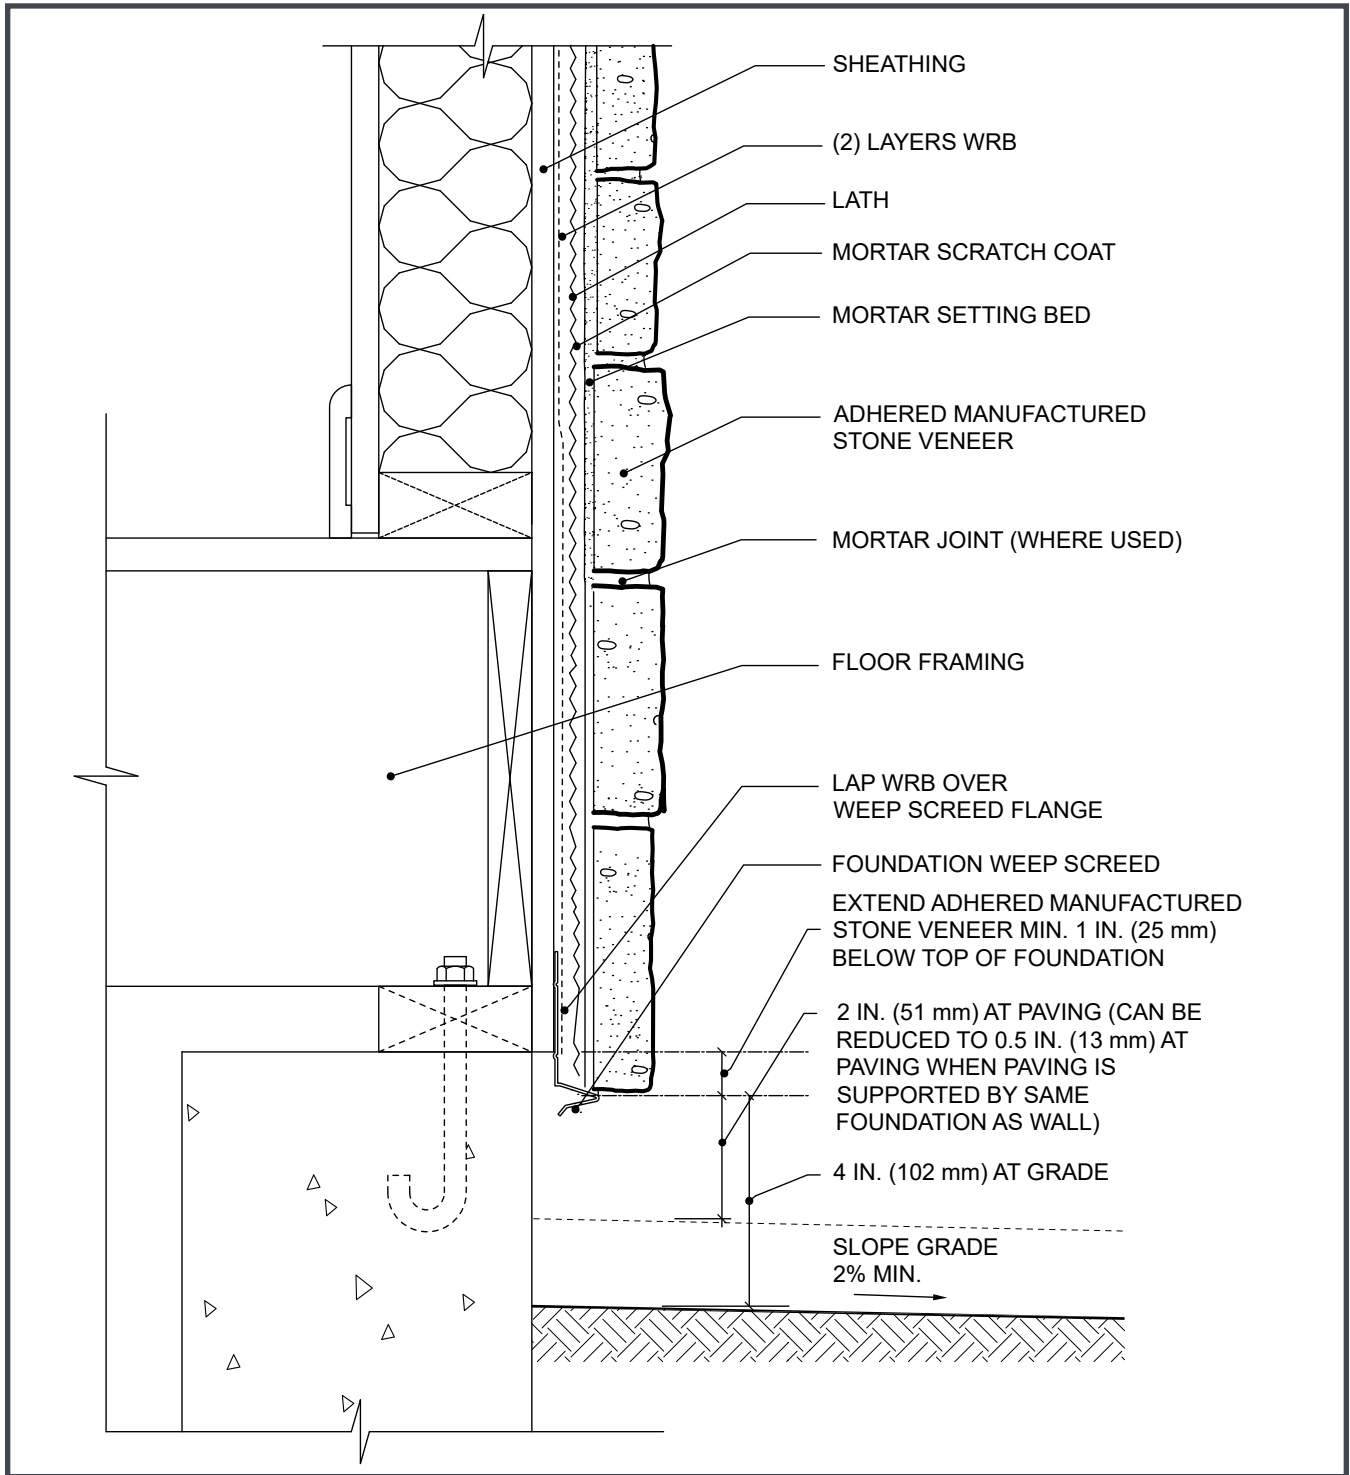 SHEATHING
(2) LAYERS WRB
LATH
MORTAR SCRATCH COAT
MORTAR SETTING BED
ADHERED MANUFACTURED
STONE VENEER
MORTAR JOINT (WHERE USED)
FLOOR FRAMING
LAP WRB OVER
WEEP SCREED FLANGE
FOUNDATION WEEP SCREED
EXTEND ADHERED MANUFACTURED
STONE VENEER MIN. 1 IN. (25 mm)
BELOW TOP OF FOUNDATION
2 IN. (51 mm) AT PAVING (CAN BE
REDUCED TO 0.5 IN. (13 mm) AT
PAVING WHEN PAVING IS
SUPPORTED BY SAME
FOUNDATION AS WALL)
4 IN. (102 mm) AT GRADE
SLOPE GRADE
2% MIN.